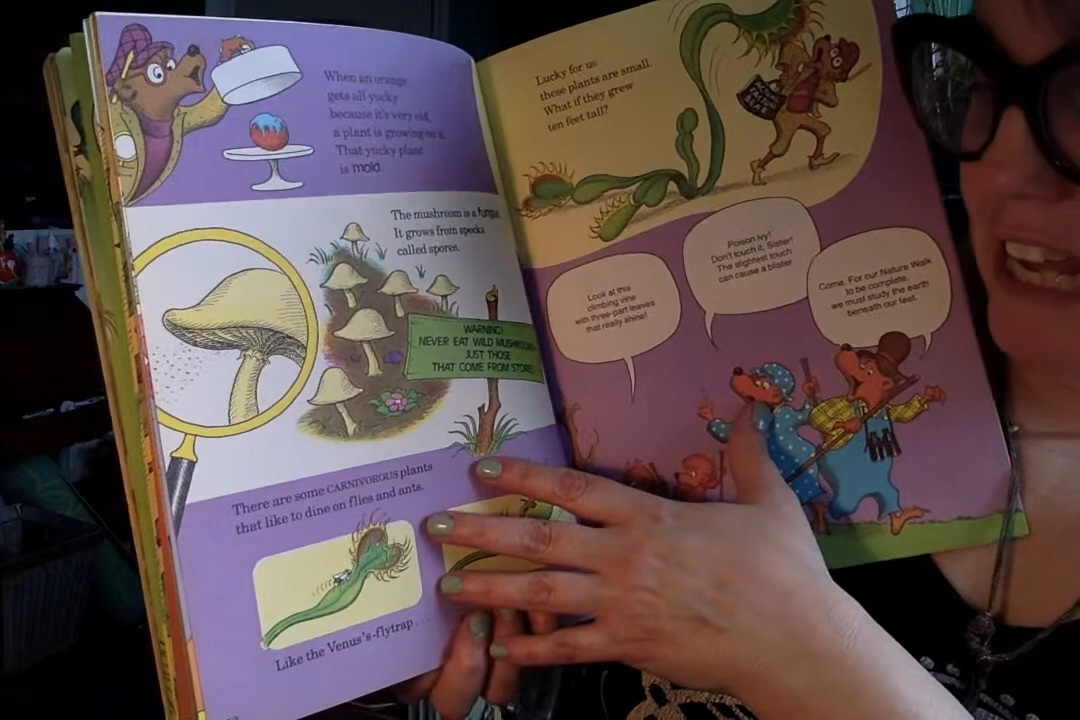 When an orange
gets all yucky
because it's very old,
a plant is growing on it.
That yucky plant
is mold.
The mushroom is a fungus.
It grows from specks
called spores.
WARNING!
NEVER EAT WILD MUSHROOMS
JUST THOSE
THAT COME FROM STORES
There are some CARNIVOROUS plants
that like to dine on flies and ants.
Like the Venus's-flytrap . . .
Lucky for us
these plants are small.
What if they grew
ten feet tall?
ACTUAL
FACTUAL
BEAR
Look at this
climbing vine
with three-part leaves
that really shine!
Poison ivy!
Don't touch it, Sister!
The slightest touch
can cause a blister
Come. For our Nature Walk
to be complete,
we must study the earth
beneath our feet.